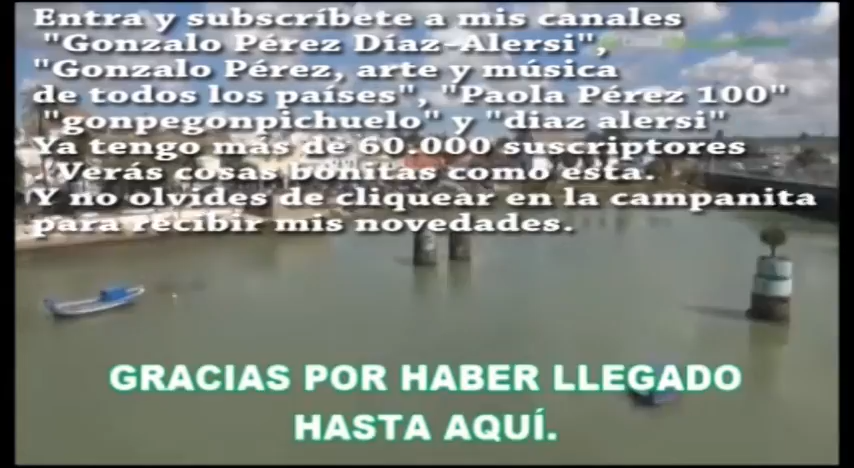 Entra y subscríbete a mis canales
"Gonzalo Pérez Díaz-Alersi",
"Gonzalo Pérez, arte y música
de todos los países", "Paola Pérez 100"
"gonpegonpichuelo" y "diaz alersi"
Ya tengo más de 60.000 suscriptores
. Verás cosas bonitas como esta.
Y no olvides de cliquear en la campanita
para recibir mis novedades.
GRACIAS POR HABER LLEGADO
HASTA AQUÍ.